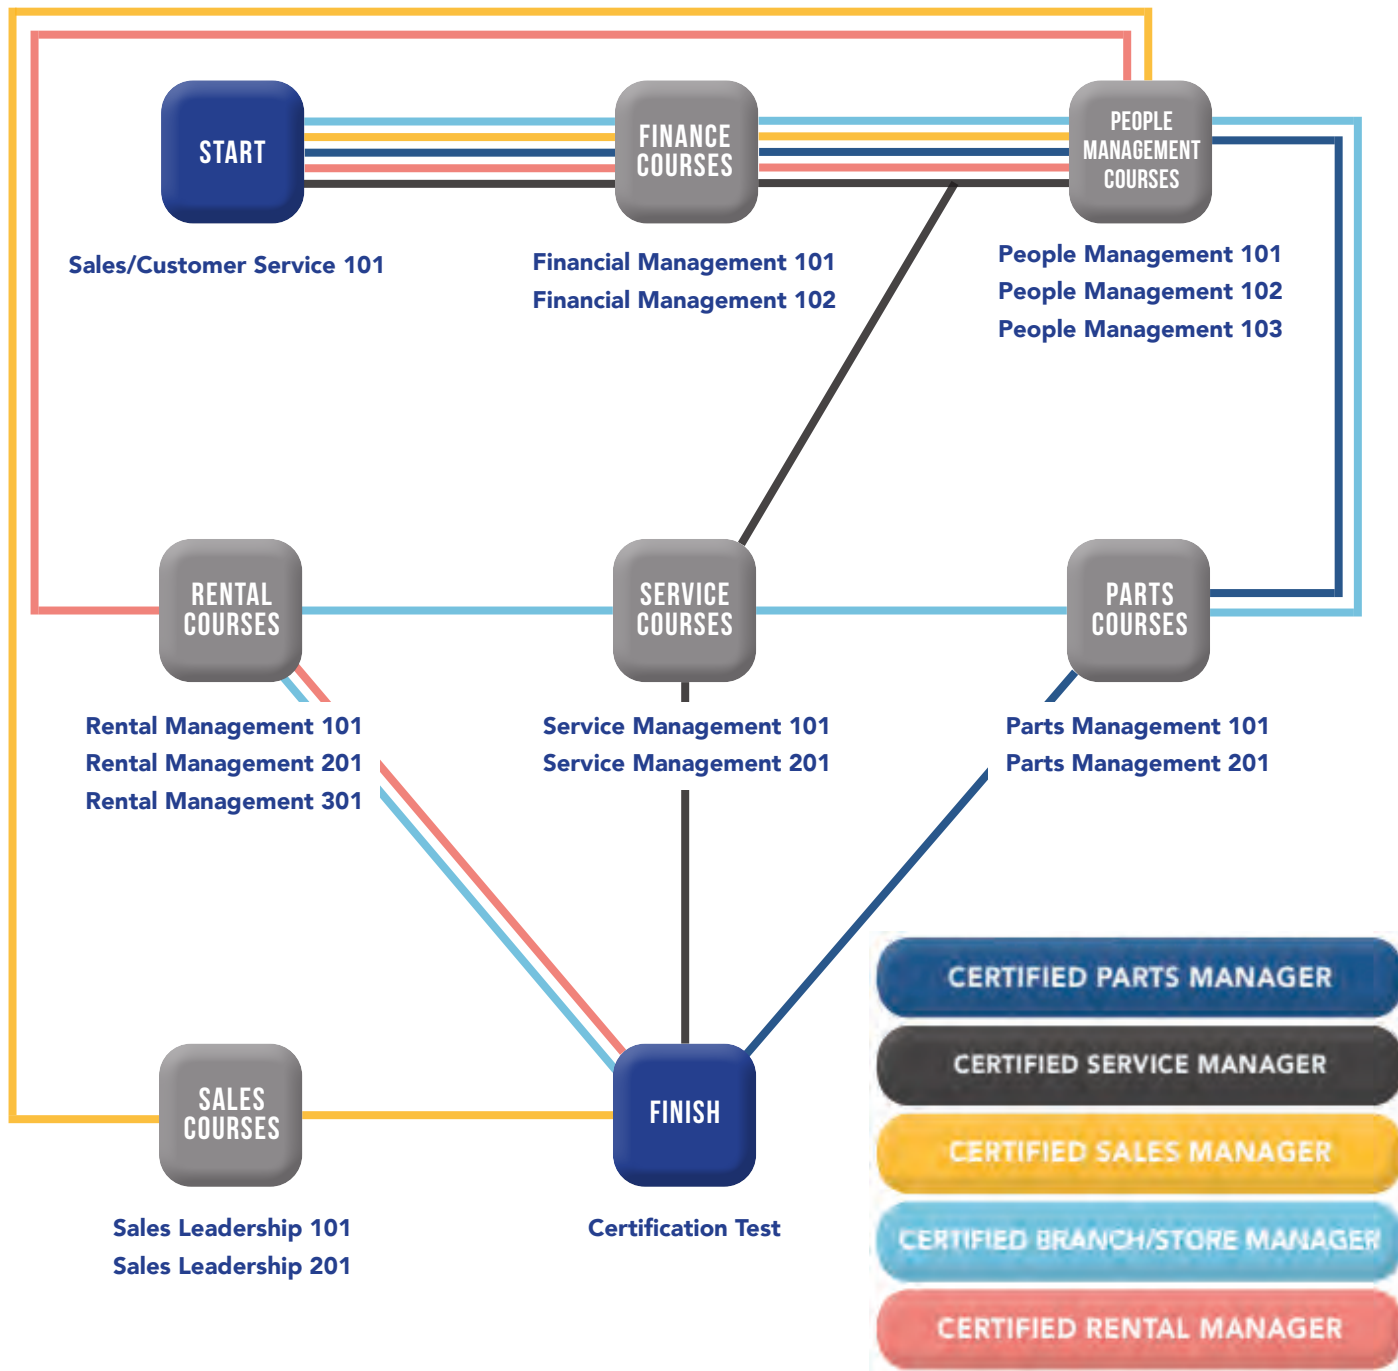 START
FINANCE
COURSES
PEOPLE
MANAGEMENT
COURSES
Sales/Customer Service 101
Financial Management 101
Financial Management 102
People Management 101
People Management 102
People Management 103
RENTAL
COURSES
SERVICE
COURSES
PARTS
COURSES
Rental Management 101
Rental Management 201
Rental Management 301
Service Management 101
Service Management 201
Parts Management 101
Parts Management 201
SALES
COURSES
FINISH
Sales Leadership 101
Sales Leadership 201
Certification Test
CERTIFIED PARTS MANAGER
CERTIFIED SERVICE MANAGER
CERTIFIED SALES MANAGER
CERTIFIED BRANCH/STORE MANAGER
CERTIFIED RENTAL MANAGER